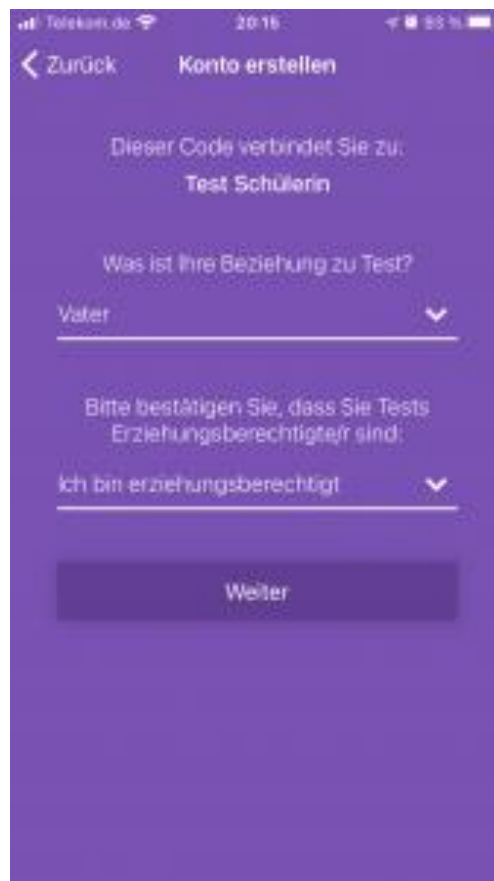 Telekom.de 20:15 93 %
Zurück Konto erstellen
Dieser Code verbindet Sie zu:
Test Schülerin
Was ist Ihre Beziehung zu Test?
Vater
Bitte bestätigen Sie, dass Sie Tests
Erziehungsberechtigte/r sind:
Ich bin erziehungsberechtigt
Weiter